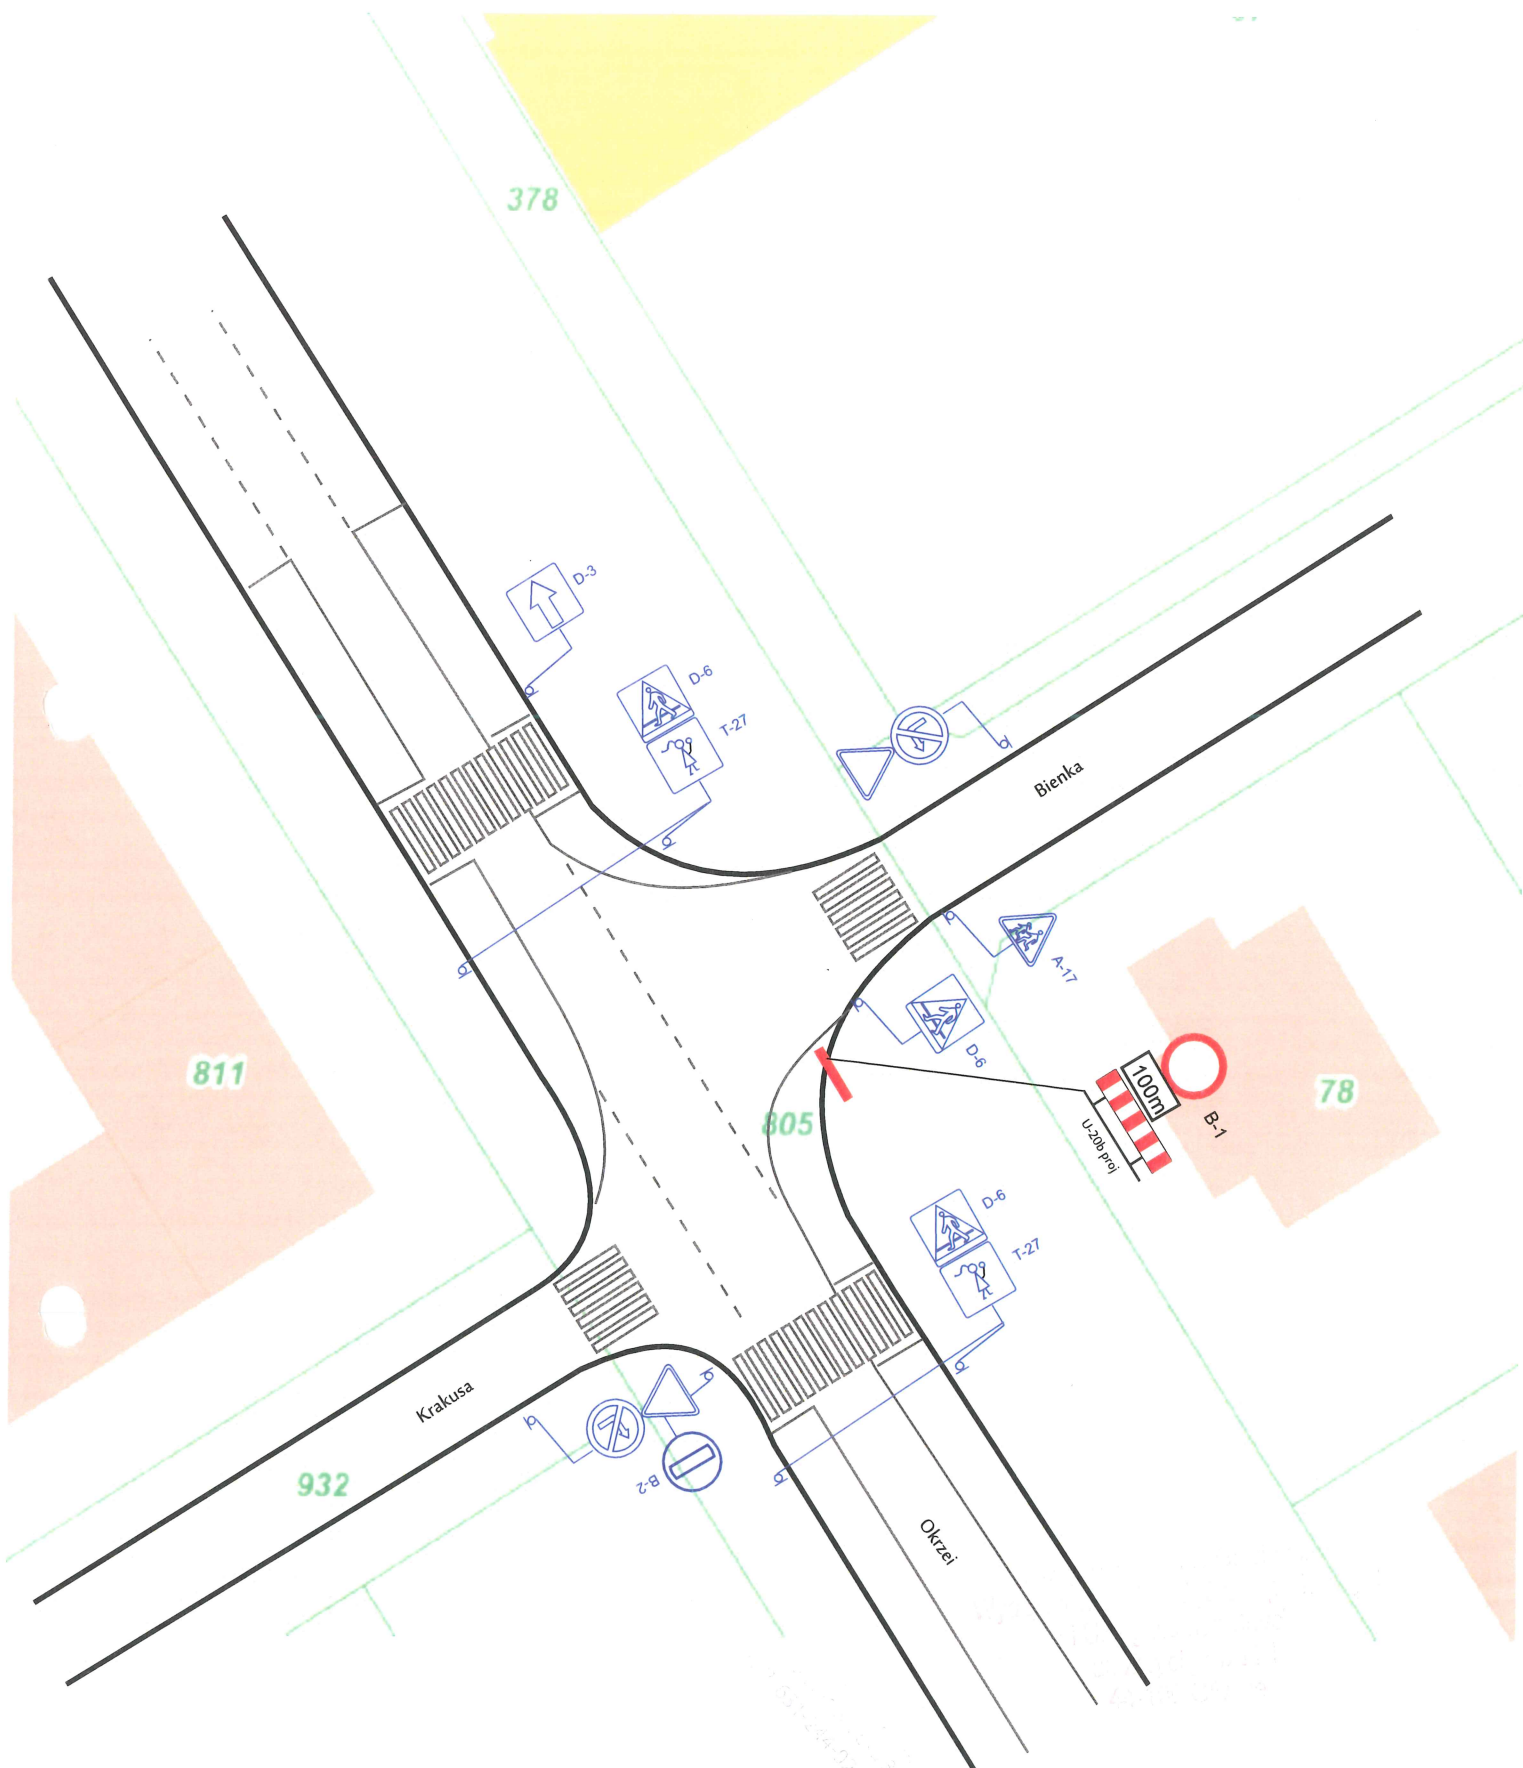 378
D-3
D-6
T-27
Bienka
A-17
D-6
811
805
78
100m
B-1
U-20b proj
D-6
T-27
Krakusa
B-2
932
Okrzei